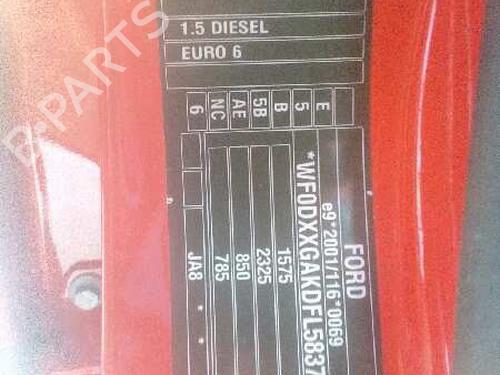 1.5 DIESEL
EURO 6
FORD
e9*2001/116*0069
*WF0DXXGAKDFL5837
1575
2325
850
785
JA8
E
5
B
5B
AE
NC
6
B-PARTS